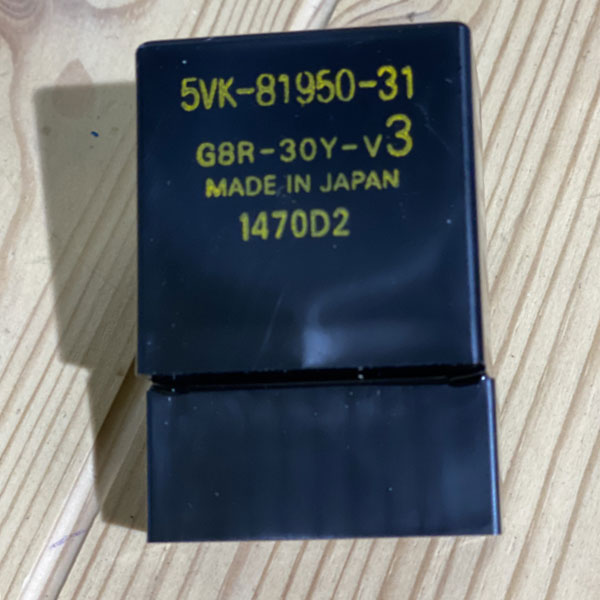 5VK-81950-31
G8R-30Y-V3
MADE IN JAPAN
1470D2